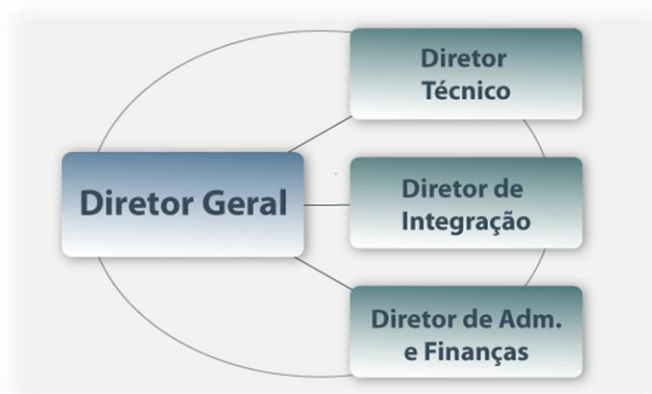 Diretor
Técnico
Diretor Geral
Diretor de
Integração
Diretor de Adm.
e Finanças